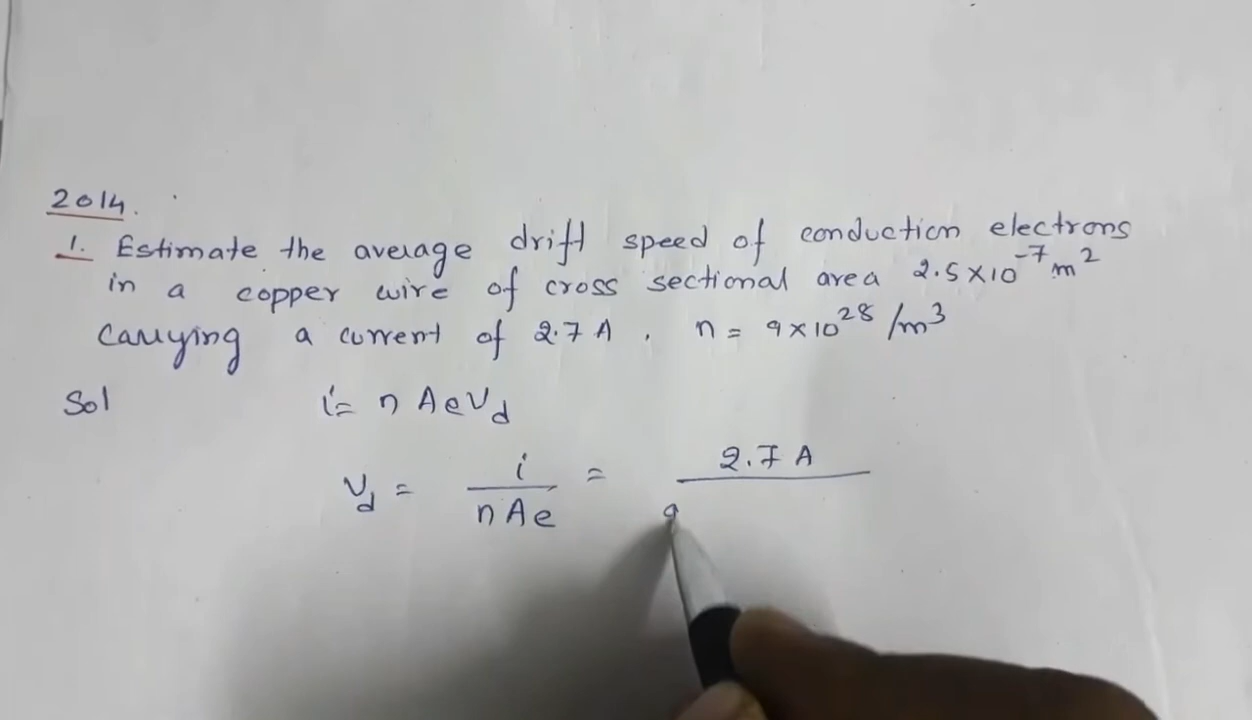 2014.
1. Estimate the average drift speed of conduction electrons
in a copper wire of cross sectional area 2.5×10⁻⁷ m²
Carrying a current of 2.7 A. n = 9×10²⁸ /m³
Sol i = n A e V_d
V_d = i / n A e = 2.7 A / 9